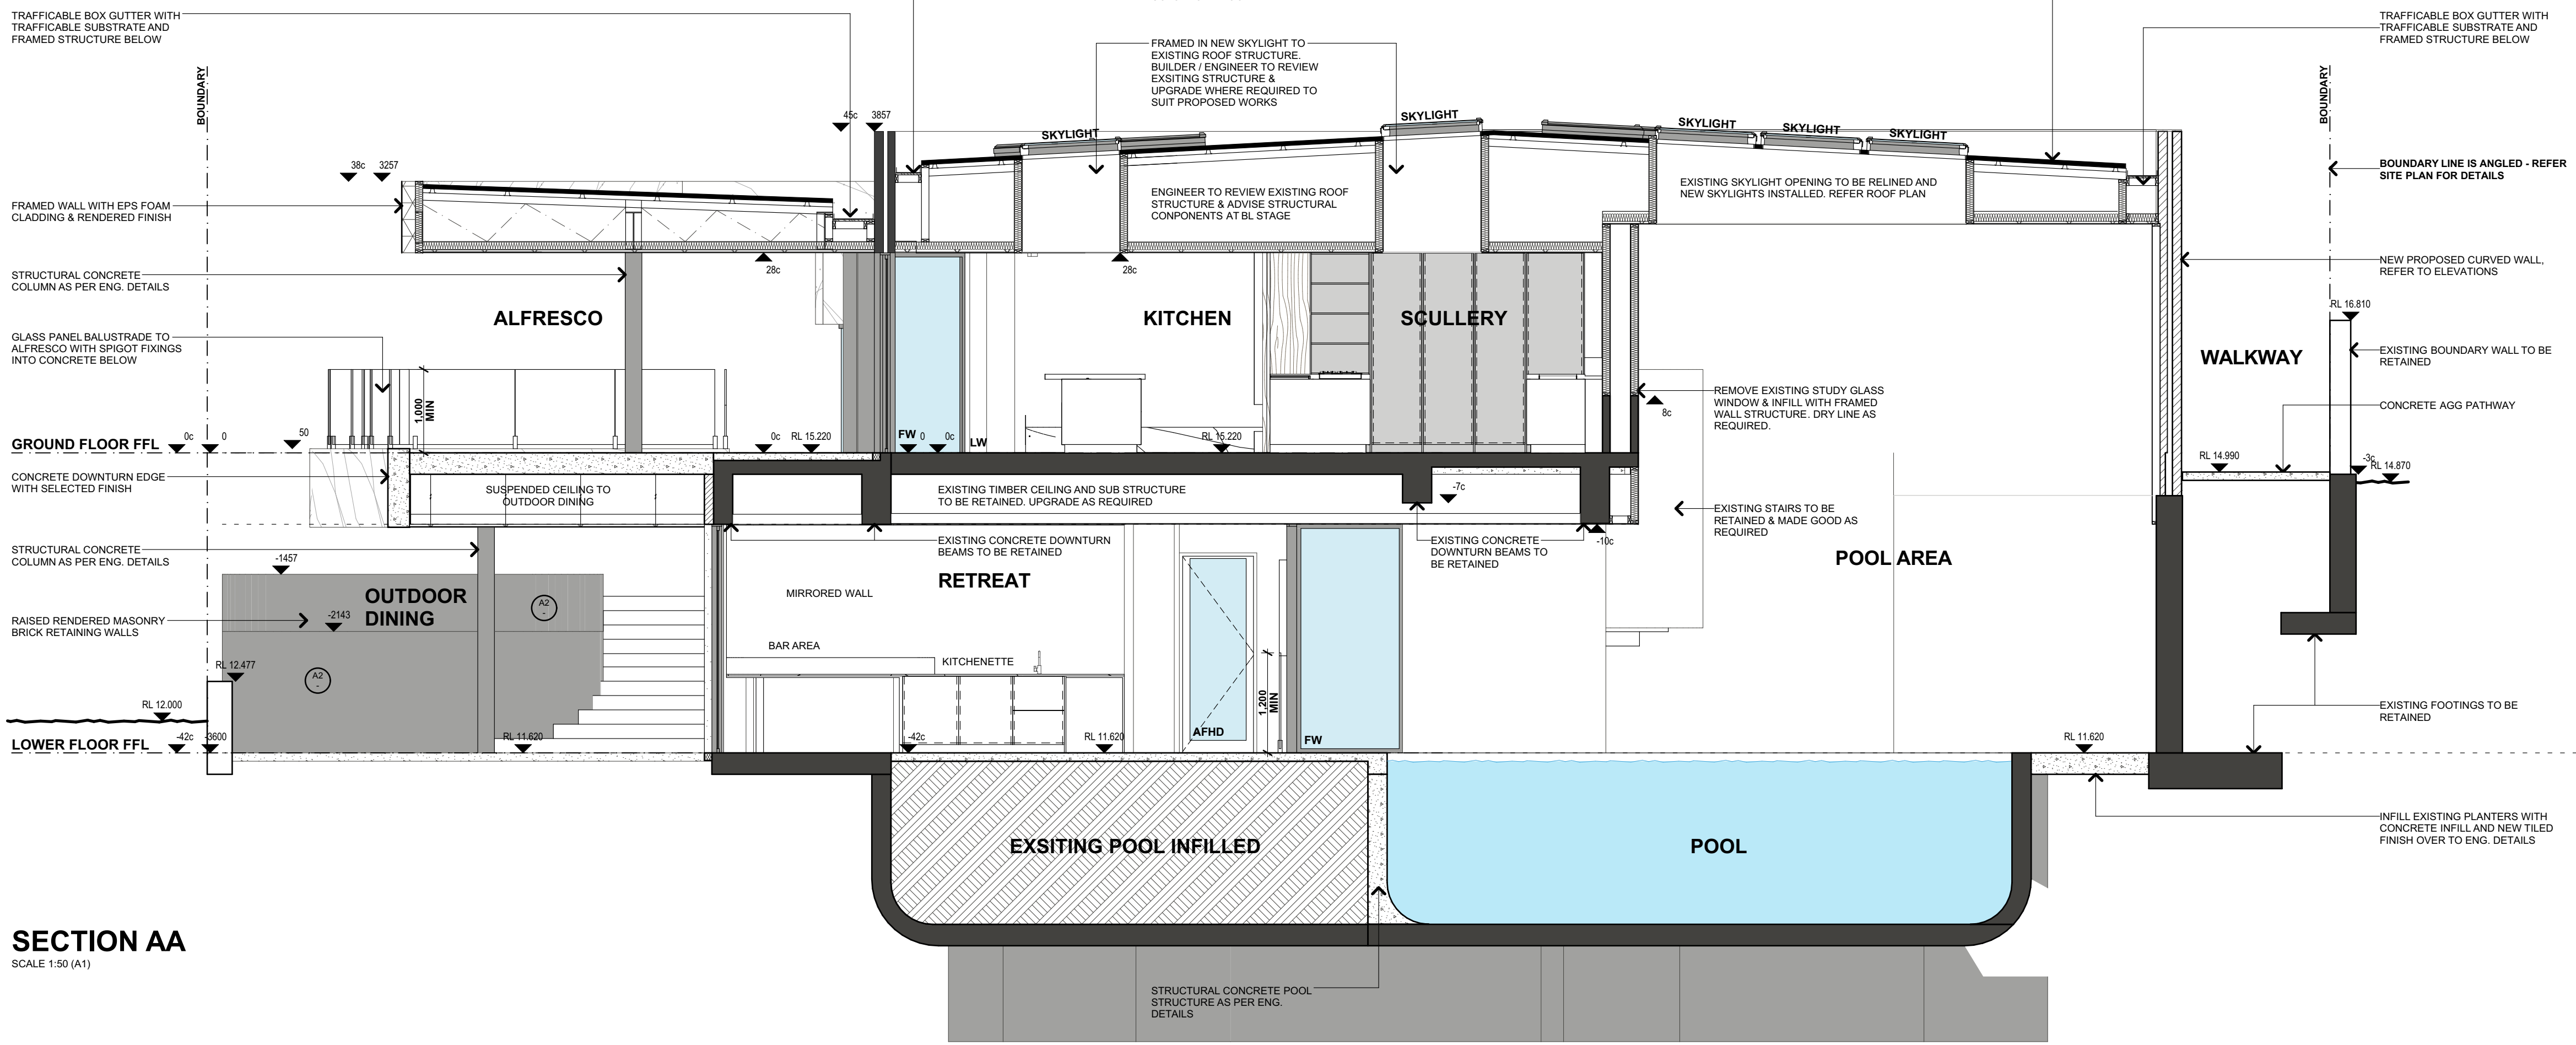 TRAFFICABLE BOX GUTTER WITH
TRAFFICABLE SUBSTRATE AND
FRAMED STRUCTURE BELOW
BOUNDARY
FRAMED IN NEW SKYLIGHT TO
EXISTING ROOF STRUCTURE.
BUILDER / ENGINEER TO REVIEW
EXSITING STRUCTURE &
UPGRADE WHERE REQUIRED TO
SUIT PROPOSED WORKS
TRAFFICABLE BOX GUTTER WITH
TRAFFICABLE SUBSTRATE AND
FRAMED STRUCTURE BELOW
BOUNDARY
45c 3857
SKYLIGHT
SKYLIGHT
SKYLIGHT
SKYLIGHT
SKYLIGHT
38c 3257
BOUNDARY LINE IS ANGLED - REFER
SITE PLAN FOR DETAILS
ENGINEER TO REVIEW EXISTING ROOF
STRUCTURE & ADVISE STRUCTURAL
CONPONENTS AT BL STAGE
EXISTING SKYLIGHT OPENING TO BE RELINED AND
NEW SKYLIGHTS INSTALLED. REFER ROOF PLAN
FRAMED WALL WITH EPS FOAM
CLADDING & RENDERED FINISH
STRUCTURAL CONCRETE
COLUMN AS PER ENG. DETAILS
28c
28c
NEW PROPOSED CURVED WALL,
REFER TO ELEVATIONS
ALFRESCO
KITCHEN
SCULLERY
RL 16.810
GLASS PANEL BALUSTRADE TO
ALFRESCO WITH SPIGOT FIXINGS
INTO CONCRETE BELOW
WALKWAY
EXISTING BOUNDARY WALL TO BE
RETAINED
1,000
MIN
REMOVE EXISTING STUDY GLASS
WINDOW & INFILL WITH FRAMED
WALL STRUCTURE. DRY LINE AS
REQUIRED.
8c
CONCRETE AGG PATHWAY
GROUND FLOOR FFL
0c 0 50
0c RL 15.220
FW 0 0c
LW
RL 15.220
RL 14.990
-3c
RL 14.870
CONCRETE DOWNTURN EDGE
WITH SELECTED FINISH
SUSPENDED CEILING TO
OUTDOOR DINING
EXISTING TIMBER CEILING AND SUB STRUCTURE
TO BE RETAINED. UPGRADE AS REQUIRED
-7c
EXISTING STAIRS TO BE
RETAINED & MADE GOOD AS
REQUIRED
STRUCTURAL CONCRETE
COLUMN AS PER ENG. DETAILS
EXISTING CONCRETE DOWNTURN
BEAMS TO BE RETAINED
EXISTING CONCRETE
DOWNTURN BEAMS TO
BE RETAINED
-10c
-1457
POOL AREA
RETREAT
OUTDOOR
DINING
A2
-
MIRRORED WALL
RAISED RENDERED MASONRY
BRICK RETAINING WALLS
-2143
BAR AREA
KITCHENETTE
RL 12.477
A2
-
1,200
MIN
RL 12.000
EXISTING FOOTINGS TO BE
RETAINED
LOWER FLOOR FFL
-42c -3600
RL 11.620
-42c
RL 11.620
AFHD
FW
RL 11.620
INFILL EXISTING PLANTERS WITH
CONCRETE INFILL AND NEW TILED
FINISH OVER TO ENG. DETAILS
EXSITING POOL INFILLED
POOL
SECTION AA
SCALE 1:50 (A1)
STRUCTURAL CONCRETE POOL
STRUCTURE AS PER ENG.
DETAILS